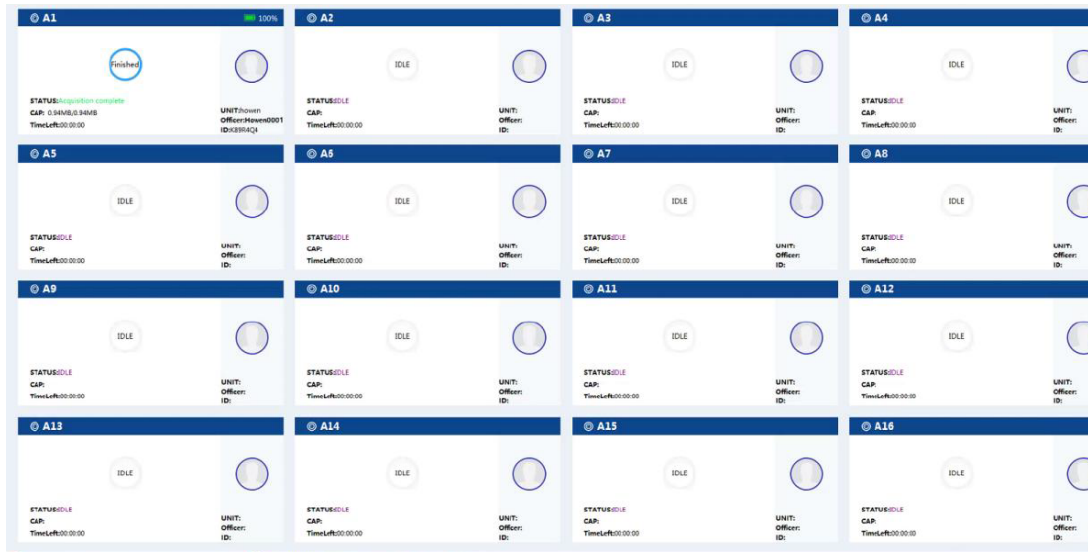 A1 100%
Finished
STATUS:Acquisition complete
CAP: 0.94MB/0.94MB
TimeLeft:00:00:00
UNIT:howen
Officer:Howen0001
ID:K89R4Q4
A2
IDLE
STATUS:IDLE
CAP:
TimeLeft:00:00:00
UNIT:
Officer:
ID:
A3
IDLE
STATUS:IDLE
CAP:
TimeLeft:00:00:00
UNIT:
Officer:
ID:
A4
IDLE
STATUS:IDLE
CAP:
TimeLeft:00:00:00
UNIT:
Officer:
ID:
A5
IDLE
STATUS:IDLE
CAP:
TimeLeft:00:00:00
UNIT:
Officer:
ID:
A6
IDLE
STATUS:IDLE
CAP:
TimeLeft:00:00:00
UNIT:
Officer:
ID:
A7
IDLE
STATUS:IDLE
CAP:
TimeLeft:00:00:00
UNIT:
Officer:
ID:
A8
IDLE
STATUS:IDLE
CAP:
TimeLeft:00:00:00
UNIT:
Officer:
ID:
A9
IDLE
STATUS:IDLE
CAP:
TimeLeft:00:00:00
UNIT:
Officer:
ID:
A10
IDLE
STATUS:IDLE
CAP:
TimeLeft:00:00:00
UNIT:
Officer:
ID:
A11
IDLE
STATUS:IDLE
CAP:
TimeLeft:00:00:00
UNIT:
Officer:
ID:
A12
IDLE
STATUS:IDLE
CAP:
TimeLeft:00:00:00
UNIT:
Officer:
ID:
A13
IDLE
STATUS:IDLE
CAP:
TimeLeft:00:00:00
UNIT:
Officer:
ID:
A14
IDLE
STATUS:IDLE
CAP:
TimeLeft:00:00:00
UNIT:
Officer:
ID:
A15
IDLE
STATUS:IDLE
CAP:
TimeLeft:00:00:00
UNIT:
Officer:
ID:
A16
IDLE
STATUS:IDLE
CAP:
TimeLeft:00:00:00
UNIT:
Officer:
ID: